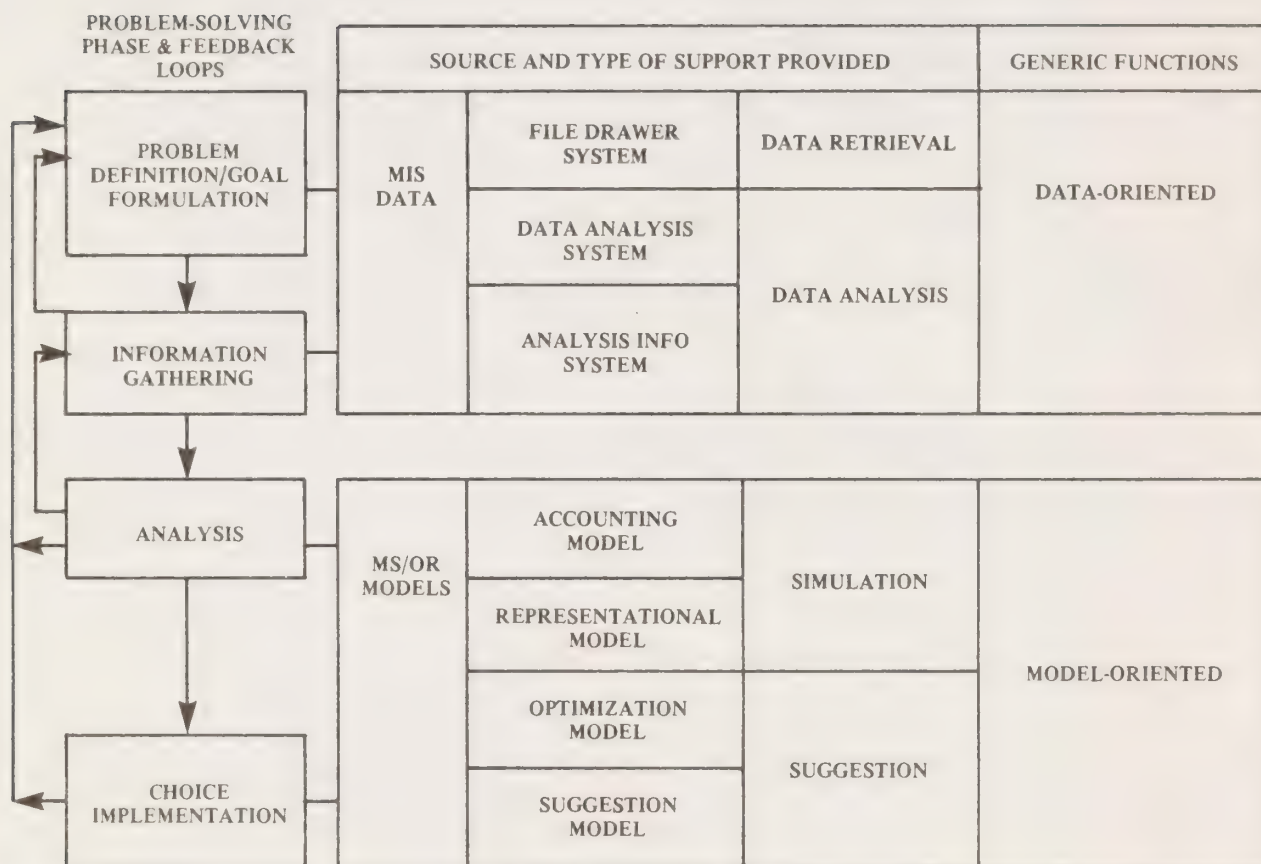 PROBLEM-SOLVING
PHASE & FEEDBACK
LOOPS
SOURCE AND TYPE OF SUPPORT PROVIDED
GENERIC FUNCTIONS
PROBLEM
DEFINITION/GOAL
FORMULATION
MIS
DATA
FILE DRAWER
SYSTEM
DATA RETRIEVAL
DATA-ORIENTED
DATA ANALYSIS
SYSTEM
DATA ANALYSIS
INFORMATION
GATHERING
ANALYSIS INFO
SYSTEM
ANALYSIS
MS/OR
MODELS
ACCOUNTING
MODEL
SIMULATION
REPRESENTATIONAL
MODEL
MODEL-ORIENTED
OPTIMIZATION
MODEL
SUGGESTION
CHOICE
IMPLEMENTATION
SUGGESTION
MODEL